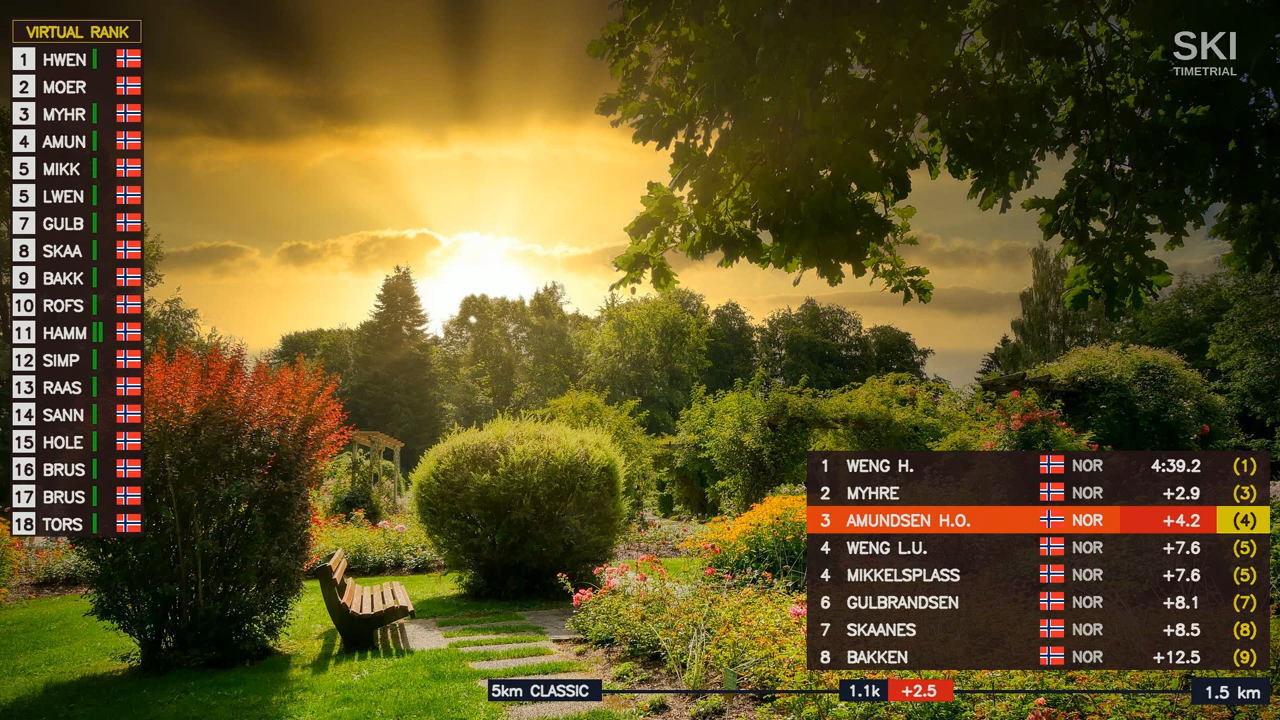 VIRTUAL RANK
1 HWEN
2 MOER
3 MYHR
4 AMUN
5 MIKK
5 LWEN
7 GULB
8 SKAA
9 BAKK
10 ROFS
11 HAMM
12 SIMP
13 RAAS
14 SANN
15 HOLE
16 BRUS
17 BRUS
18 TORS
SKI
TIMETRIAL
1 WENG H. NOR 4:39.2 (1)
2 MYHRE NOR +2.9 (3)
3 AMUNDSEN H.O. NOR +4.2 (4)
4 WENG L.U. NOR +7.6 (5)
4 MIKKELSPLASS NOR +7.6 (5)
6 GULBRANDSEN NOR +8.1 (7)
7 SKAANES NOR +8.5 (8)
8 BAKKEN NOR +12.5 (9)
5km CLASSIC 1.1k +2.5 1.5 km